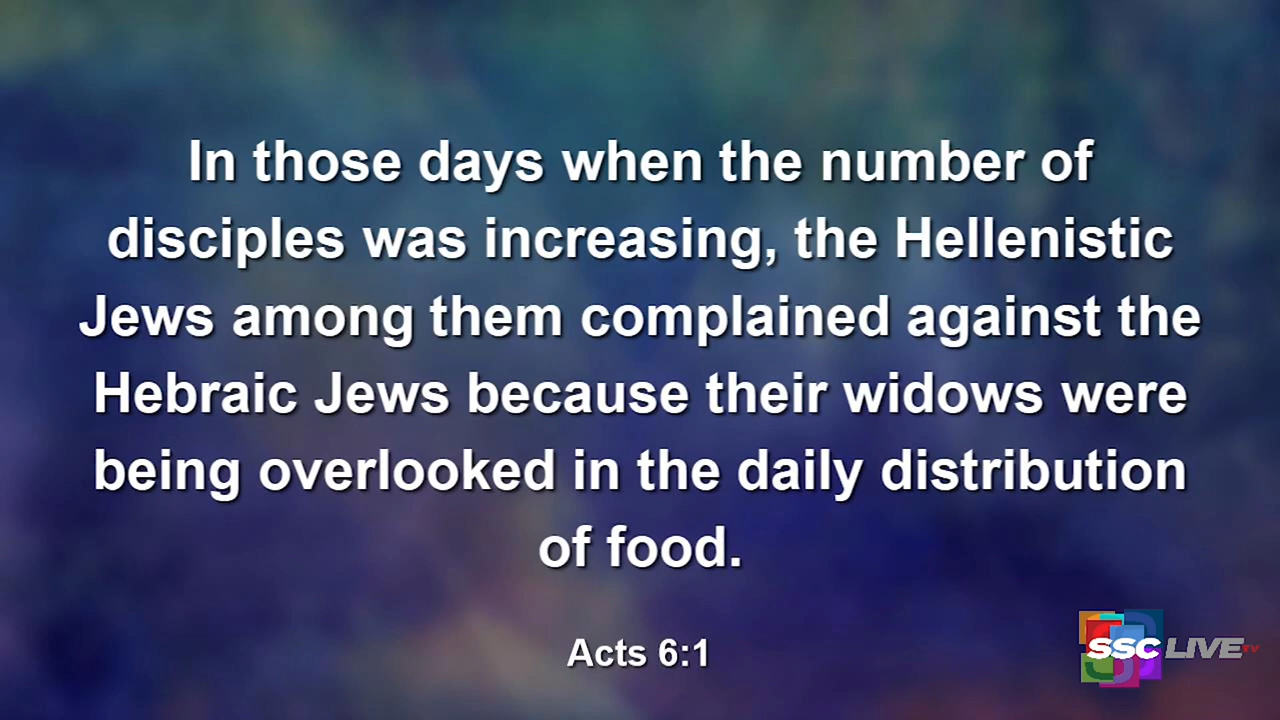 In those days when the number of
disciples was increasing, the Hellenistic
Jews among them complained against the
Hebraic Jews because their widows were
being overlooked in the daily distribution
of food.
Acts 6:1
SSC LIVE TV